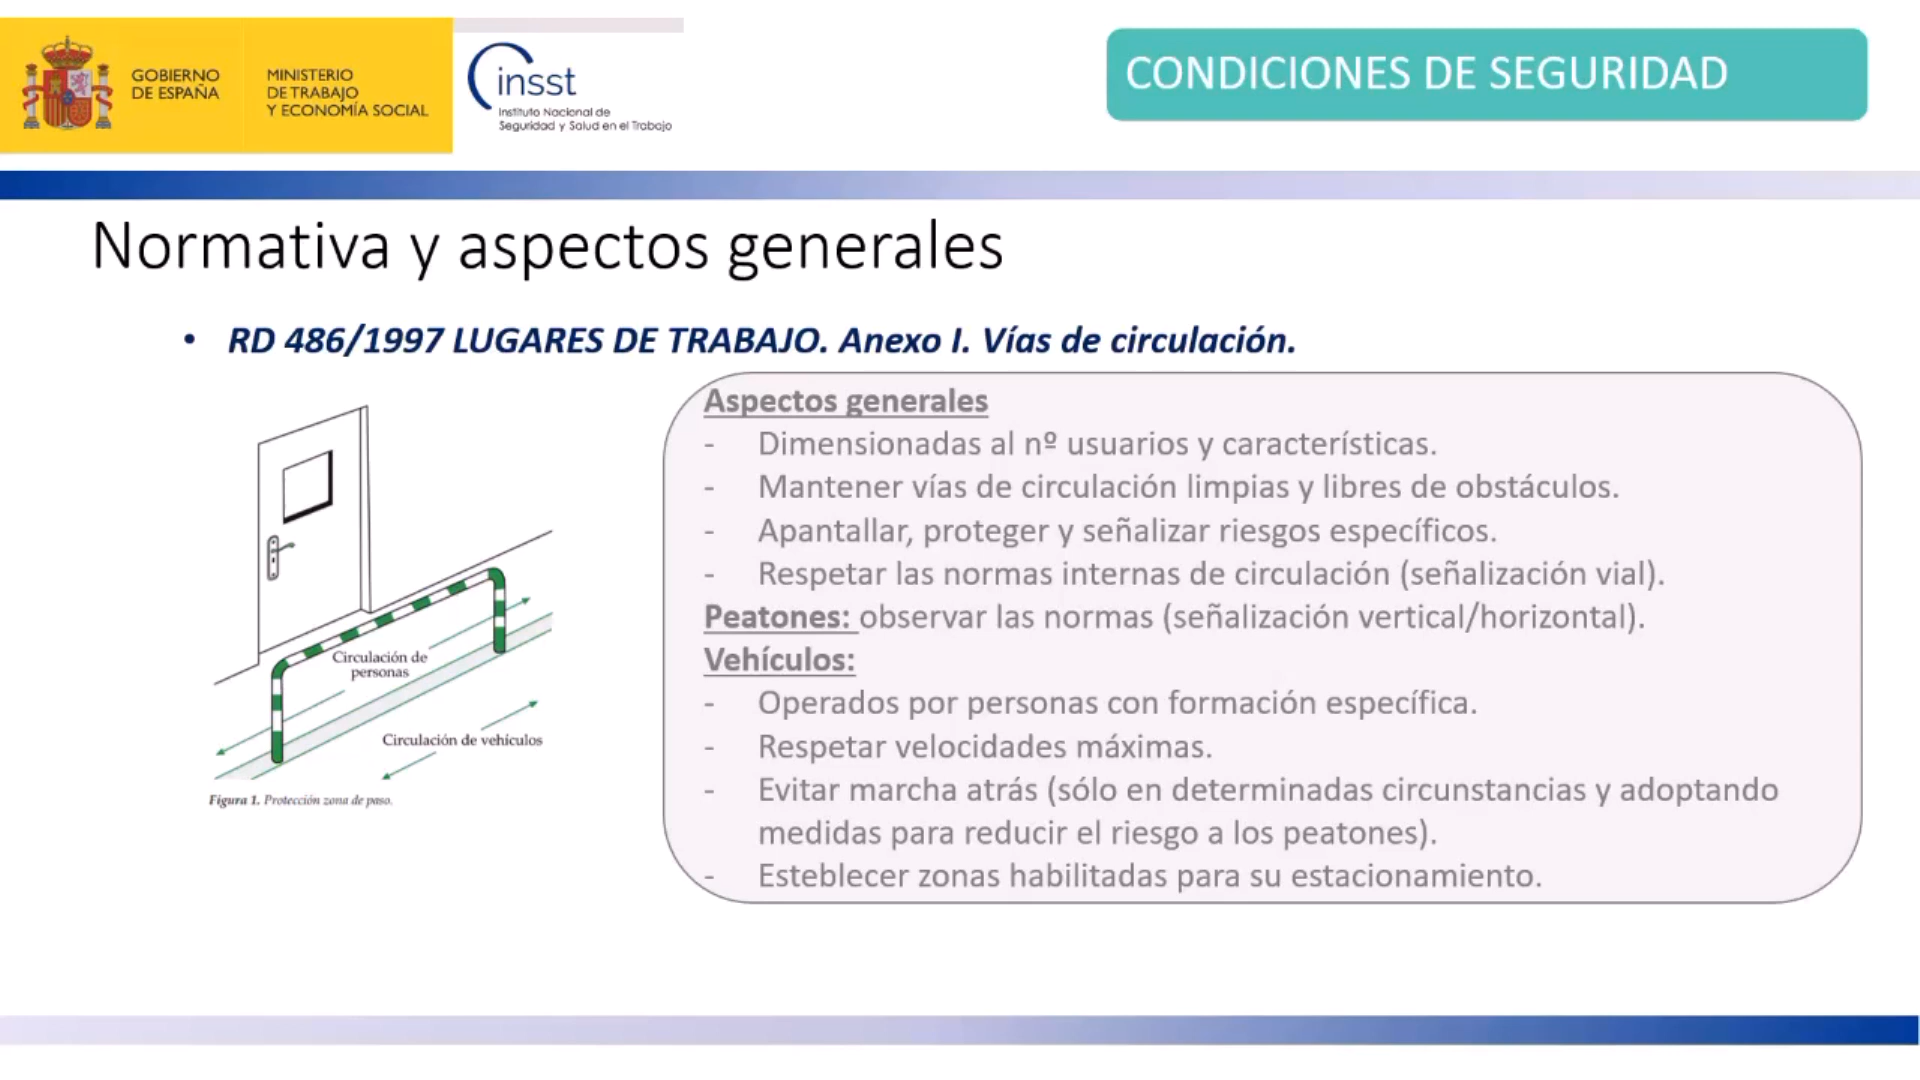 GOBIERNO
DE ESPAÑA
MINISTERIO
DE TRABAJO
Y ECONOMÍA SOCIAL
insst
Instituto Nacional de
Seguridad y Salud en el Trabajo
CONDICIONES DE SEGURIDAD
Normativa y aspectos generales
• RD 486/1997 LUGARES DE TRABAJO. Anexo I. Vías de circulación.
Circulación de
personas
Circulación de vehículos
Figura 1. Protección zona de paso.
Aspectos generales
- Dimensionadas al nº usuarios y características.
- Mantener vías de circulación limpias y libres de obstáculos.
- Apantallar, proteger y señalizar riesgos específicos.
- Respetar las normas internas de circulación (señalización vial).
Peatones: observar las normas (señalización vertical/horizontal).
Vehículos:
- Operados por personas con formación específica.
- Respetar velocidades máximas.
- Evitar marcha atrás (sólo en determinadas circunstancias y adoptando
medidas para reducir el riesgo a los peatones).
- Esteblecer zonas habilitadas para su estacionamiento.